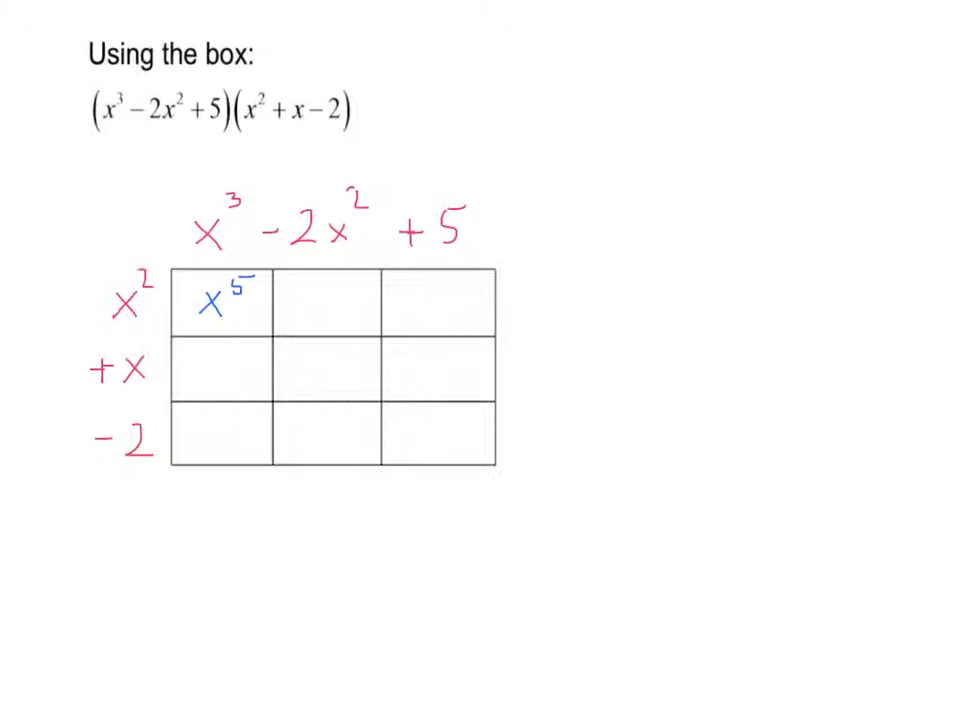 Using the box:
(x³ – 2x² + 5)(x² + x – 2)
x³ - 2x² + 5
x² x⁵
+ x
- 2